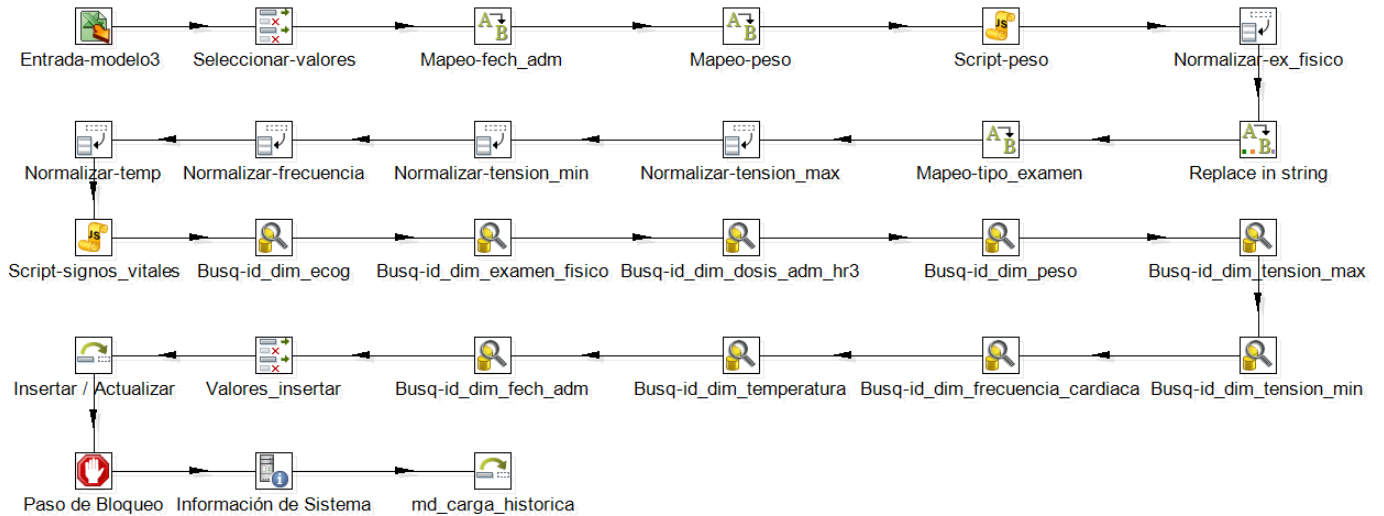 Entrada-modelo3 Seleccionar-valores Mapeo-fech_adm Mapeo-peso Script-peso Normalizar-ex_fisico
Normalizar-temp Normalizar-frecuencia Normalizar-tension_min Normalizar-tension_max Mapeo-tipo_examen Replace in string
Script-signos_vitales Busq-id_dim_ecog Busq-id_dim_examen_fisico Busq-id_dim_dosis_adm_hr3 Busq-id_dim_peso Busq-id_dim_tension_max
Insertar / Actualizar Valores_insertar Busq-id_dim_fech_adm Busq-id_dim_temperatura Busq-id_dim_frecuencia_cardiaca Busq-id_dim_tension_min
Paso de Bloqueo Información de Sistema md_carga_historica